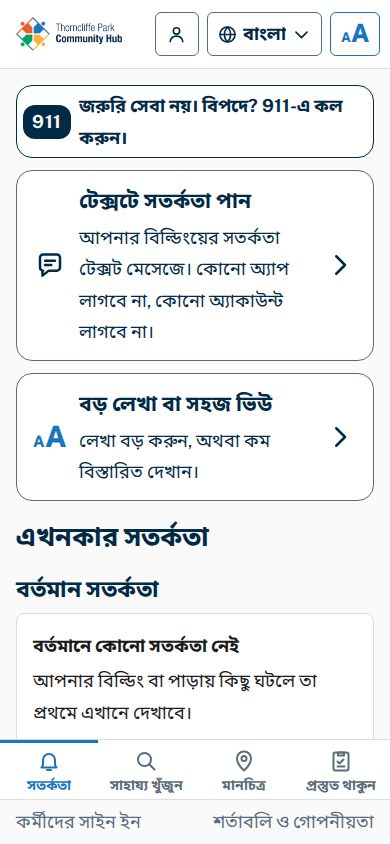 Thorncliffe Park
Community Hub
বাংলা
AA
911
জরুরি সেবা নয়। বিপদে? 911-এ কল
করুন।
টেক্সটে সতর্কতা পান
আপনার বিল্ডিংয়ের সতর্কতা
টেক্সট মেসেজে। কোনো অ্যাপ
লাগবে না, কোনো অ্যাকাউন্ট
লাগবে না।
AA
বড় লেখা বা সহজ ভিউ
লেখা বড় করুন, অথবা কম
বিস্তারিত দেখান।
এখনকার সতর্কতা
বর্তমান সতর্কতা
বর্তমানে কোনো সতর্কতা নেই
আপনার বিল্ডিং বা পাড়ায় কিছু ঘটলে তা
প্রথমে এখানে দেখাবে।
সতর্কতা
সাহায্য খুঁজুন
মানচিত্র
প্রস্তুত থাকুন
কর্মীদের সাইন ইন
শর্তাবলি ও গোপনীয়তা